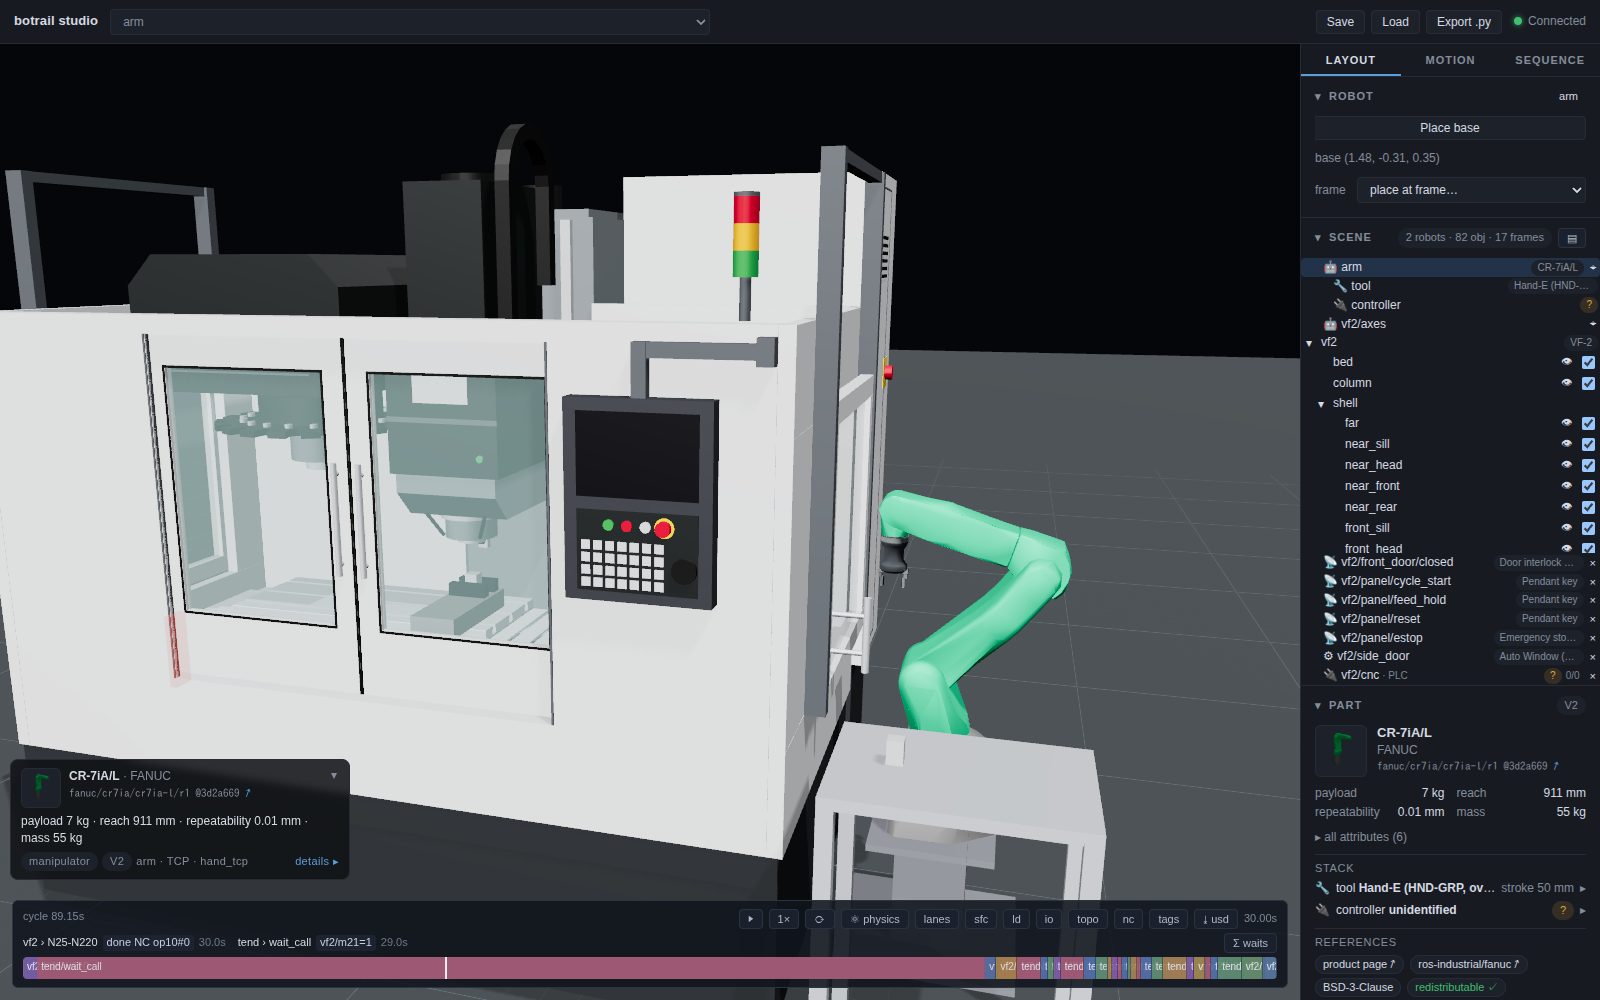 botrail studio
arm
Save
Load
Export .py
Connected
LAYOUT
MOTION
SEQUENCE
▾ ROBOT
arm
Place base
base (1.48, -0.31, 0.35)
frame
place at frame…
▾ SCENE
2 robots · 82 obj · 17 frames
arm
CR-7iA/L
tool
Hand-E (HND-…
controller
?
vf2/axes
▾ vf2
VF-2
bed
column
▾ shell
far
near_sill
near_head
near_front
near_rear
front_sill
front_head
vf2/front_door/closed
Door interlock …
×
vf2/panel/cycle_start
Pendant key
×
vf2/panel/feed_hold
Pendant key
×
vf2/panel/reset
Pendant key
×
vf2/panel/estop
Emergency sto…
×
vf2/side_door
Auto Window (…
×
vf2/cnc · PLC
?
0/0
×
▾ PART
V2
CR-7iA/L
FANUC
fanuc/cr7ia/cr7ia-l/r1 @3d2a669 ↗
payload 7 kg reach 911 mm
repeatability 0.01 mm mass 55 kg
▸ all attributes (6)
STACK
tool Hand-E (HND-GRP, ov… stroke 50 mm ▸
controller unidentified ? ▸
REFERENCES
product page↗ ros-industrial/fanuc↗
BSD-3-Clause redistributable ✓
CR-7iA/L · FANUC
▾
fanuc/cr7ia/cr7ia-l/r1 @3d2a669 ↗
payload 7 kg · reach 911 mm · repeatability 0.01 mm ·
mass 55 kg
manipulator V2 arm · TCP · hand_tcp details ▸
cycle 89.15s
1×
physics
lanes
sfc
ld
io
topo
nc
tags
usd
30.00s
vf2 › N25-N220 done NC op10#0 30.0s tend › wait_call vf2/m21=1 29.0s
Σ waits
tend/wait_call